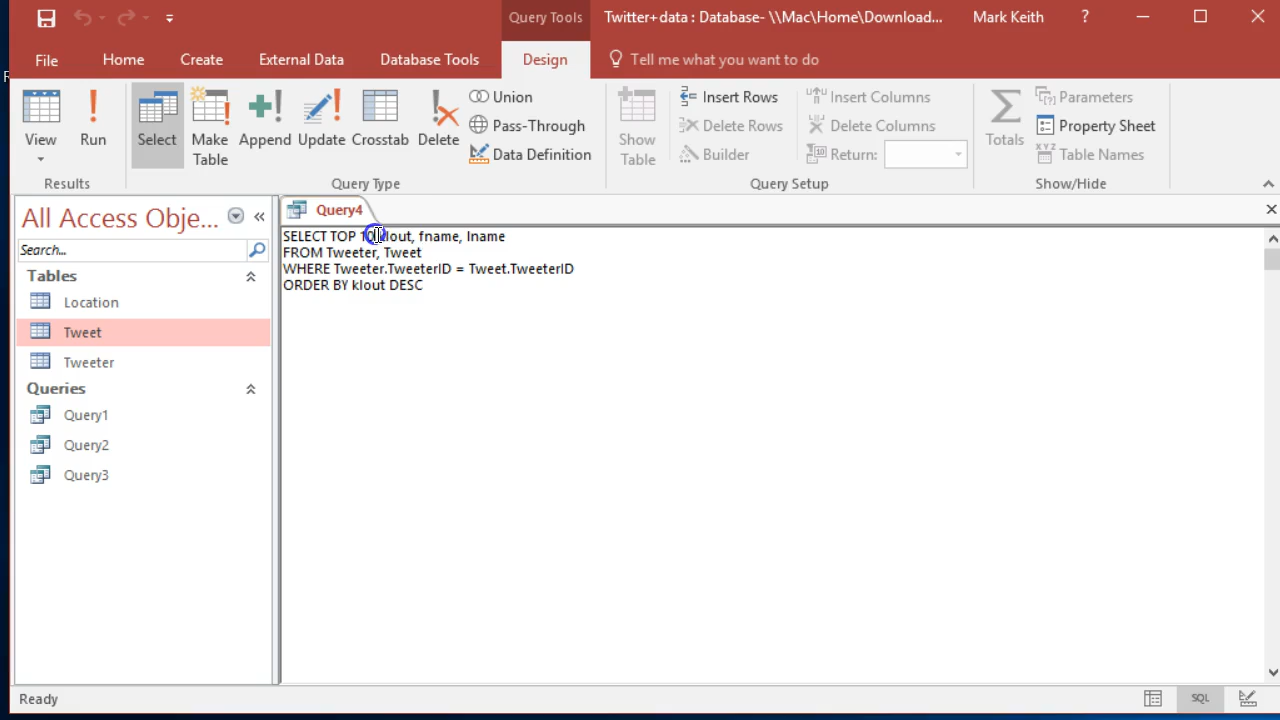 Query Tools
Twitter+data : Database- \\Mac\Home\Download...
Mark Keith
?
File
Home
Create
External Data
Database Tools
Design
Tell me what you want to do
View
Run
Select
Make Table
Append
Update
Crosstab
Delete
Union
Pass-Through
Data Definition
Show Table
Insert Rows
Delete Rows
Builder
Insert Columns
Delete Columns
Return:
Totals
Parameters
Property Sheet
Table Names
Results
Query Type
Query Setup
Show/Hide
All Access Obje...
Search...
Tables
Location
Tweet
Tweeter
Queries
Query1
Query2
Query3
Query4
SELECT TOP 10 klout, fname, lname
FROM Tweeter, Tweet
WHERE Tweeter.TweeterID = Tweet.TweeterID
ORDER BY klout DESC
Ready
SQL